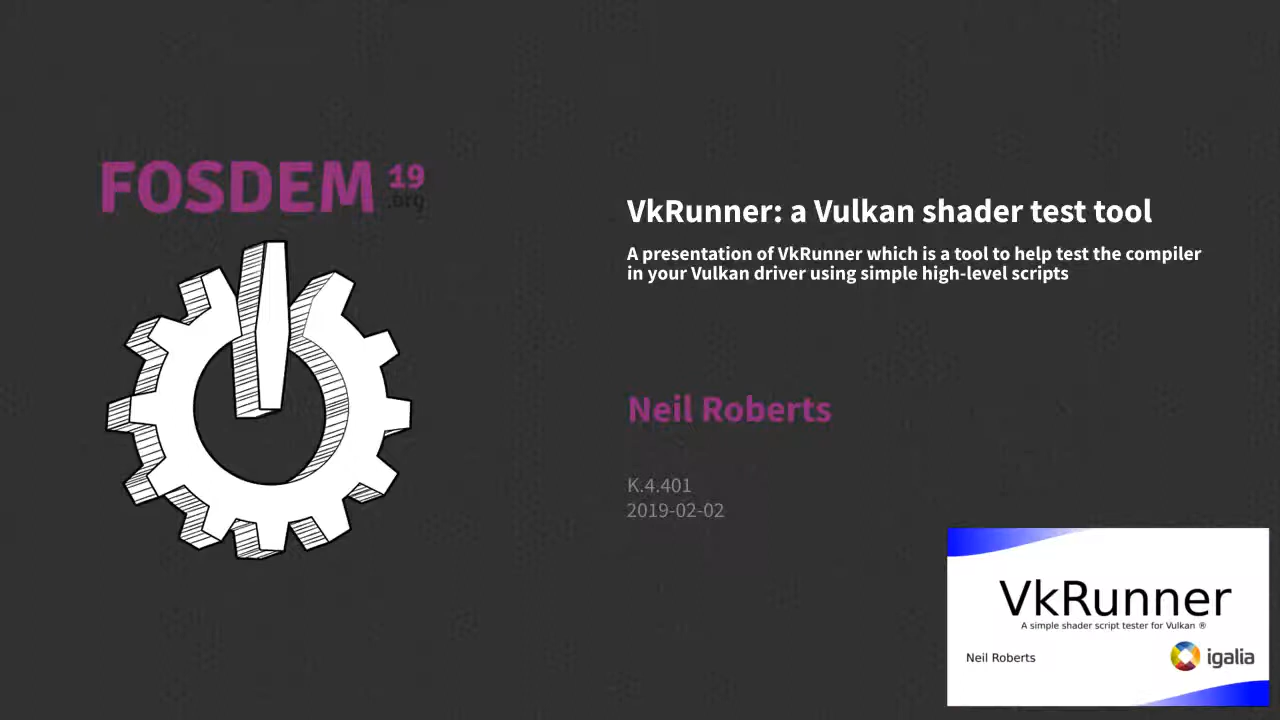 FOSDEM 19
.org
VkRunner: a Vulkan shader test tool
A presentation of VkRunner which is a tool to help test the compiler
in your Vulkan driver using simple high-level scripts
Neil Roberts
K.4.401
2019-02-02
VkRunner
A simple shader script tester for Vulkan ®
Neil Roberts
igalia